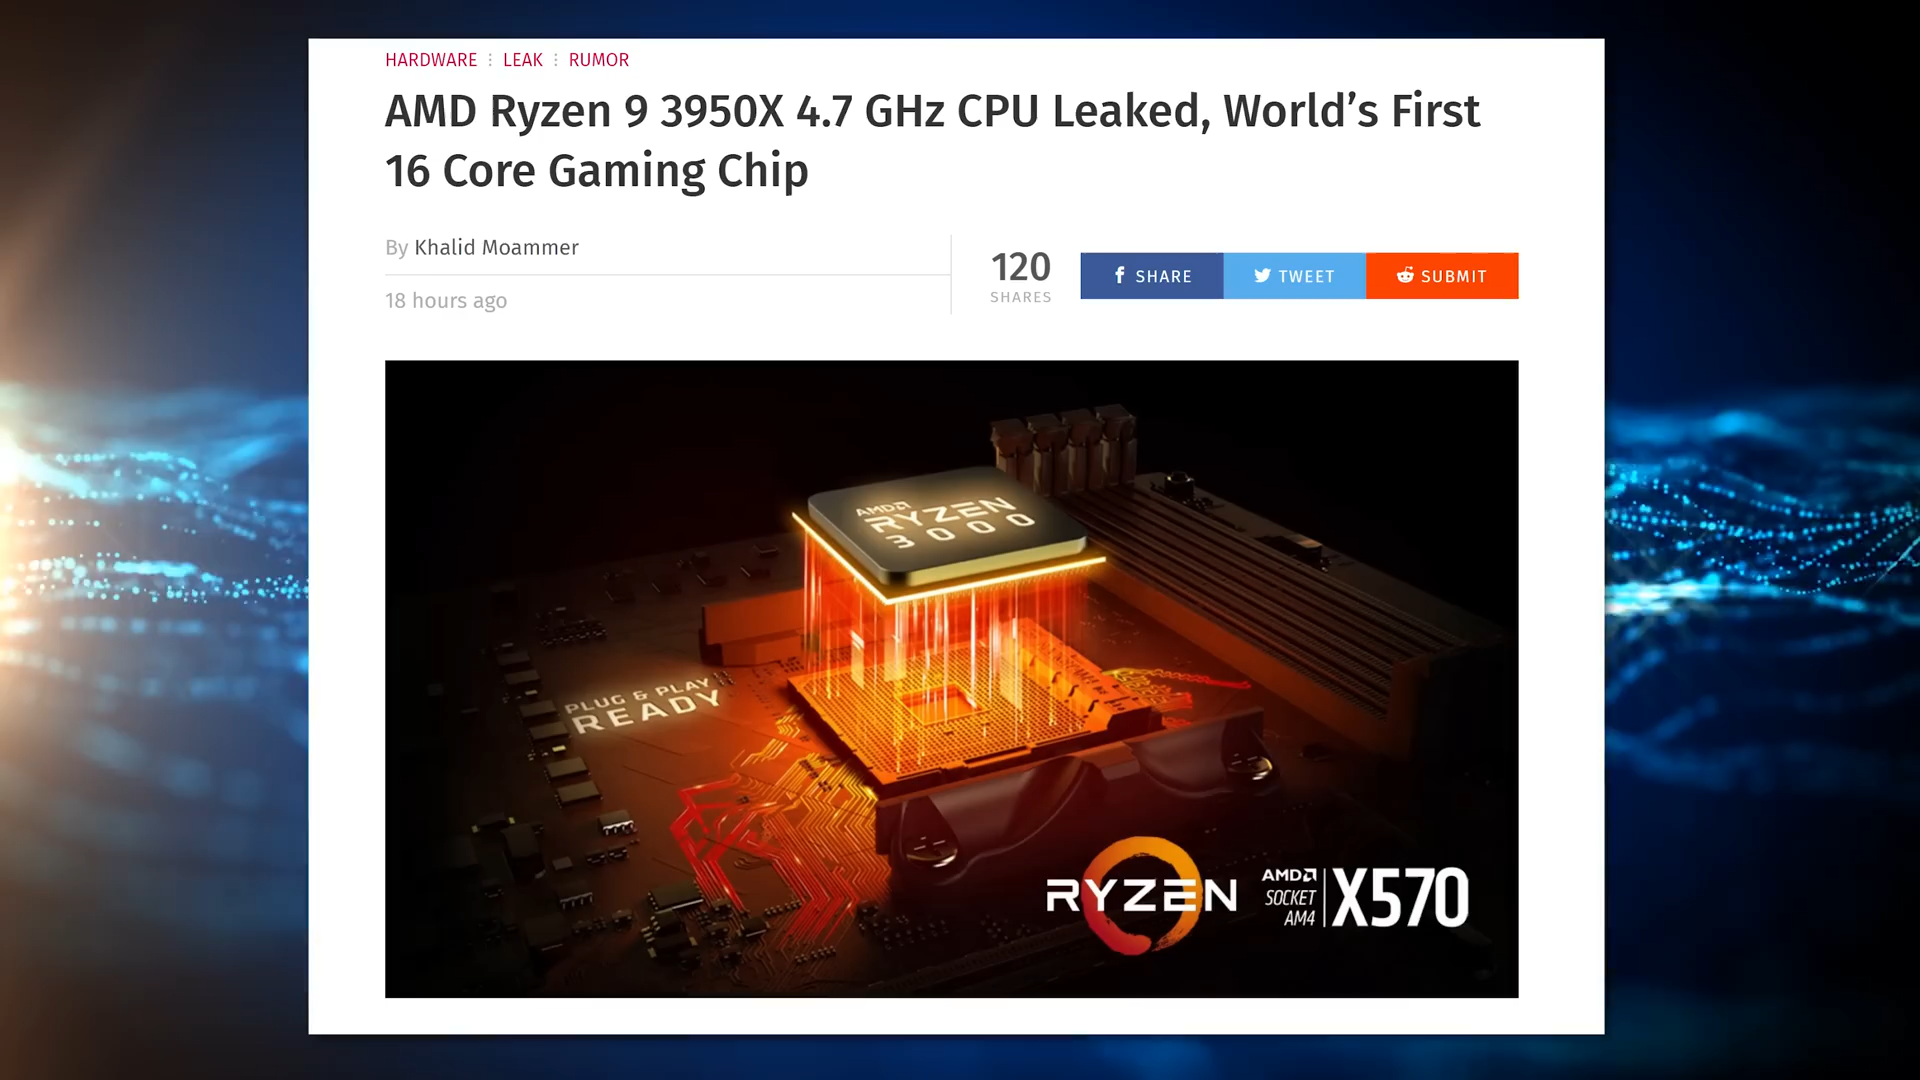 HARDWARE ⋮ LEAK ⋮ RUMOR
AMD Ryzen 9 3950X 4.7 GHz CPU Leaked, World’s First
16 Core Gaming Chip
By Khalid Moammer
18 hours ago
120
SHARES
SHARE
TWEET
SUBMIT
AMD
RYZEN
3000
PLUG & PLAY
READY
RYZEN
AMD
SOCKET
AM4
X570